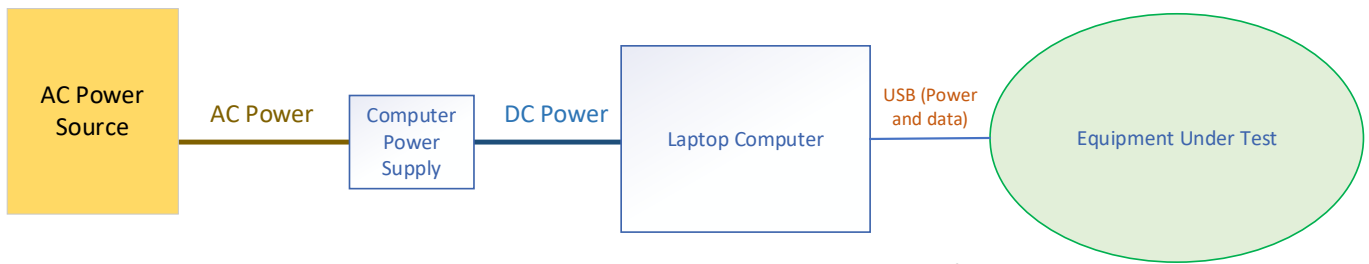 AC Power
Source
AC Power
Computer
Power
Supply
DC Power
Laptop Computer
USB (Power
and data)
Equipment Under Test